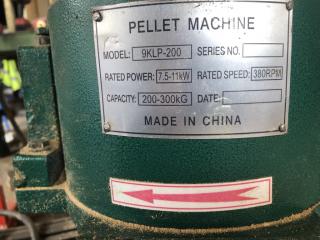 PELLET MACHINE
MODEL: 9KLP-200 SERIES NO.
RATED POWER: 7.5-11kW RATED SPEED: 380RPM
CAPACITY: 200-300kG DATE:
MADE IN CHINA